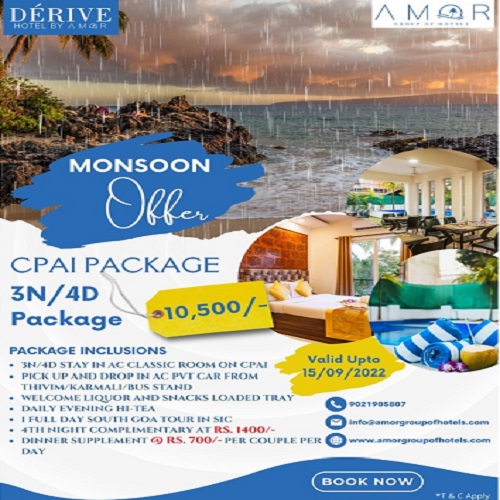 DÉRIVE
HOTEL BY AMOR
AMOR
GROUP OF HOTELS
MONSOON
Offer
CPAI PACKAGE
3N/4D
Package
10,500/-
PACKAGE INCLUSIONS
• 3N/4D STAY IN AC CLASSIC ROOM ON CPAI
• PICK UP AND DROP IN AC PVT CAR FROM
THIVIM/KARMALI/BUS STAND
• WELCOME LIQUOR AND SNACKS LOADED TRAY
• DAILY EVENING HI-TEA
• 1 FULL DAY SOUTH GOA TOUR IN SIC
• 4TH NIGHT COMPLIMENTARY AT RS. 1400/-
• DINNER SUPPLEMENT @ RS. 700/- PER COUPLE PER
DAY
Valid Upto
15/09/2022
9021905887
info@amorgroupofhotels.com
www.amorgroupofhotels.com
BOOK NOW
*T & C Apply